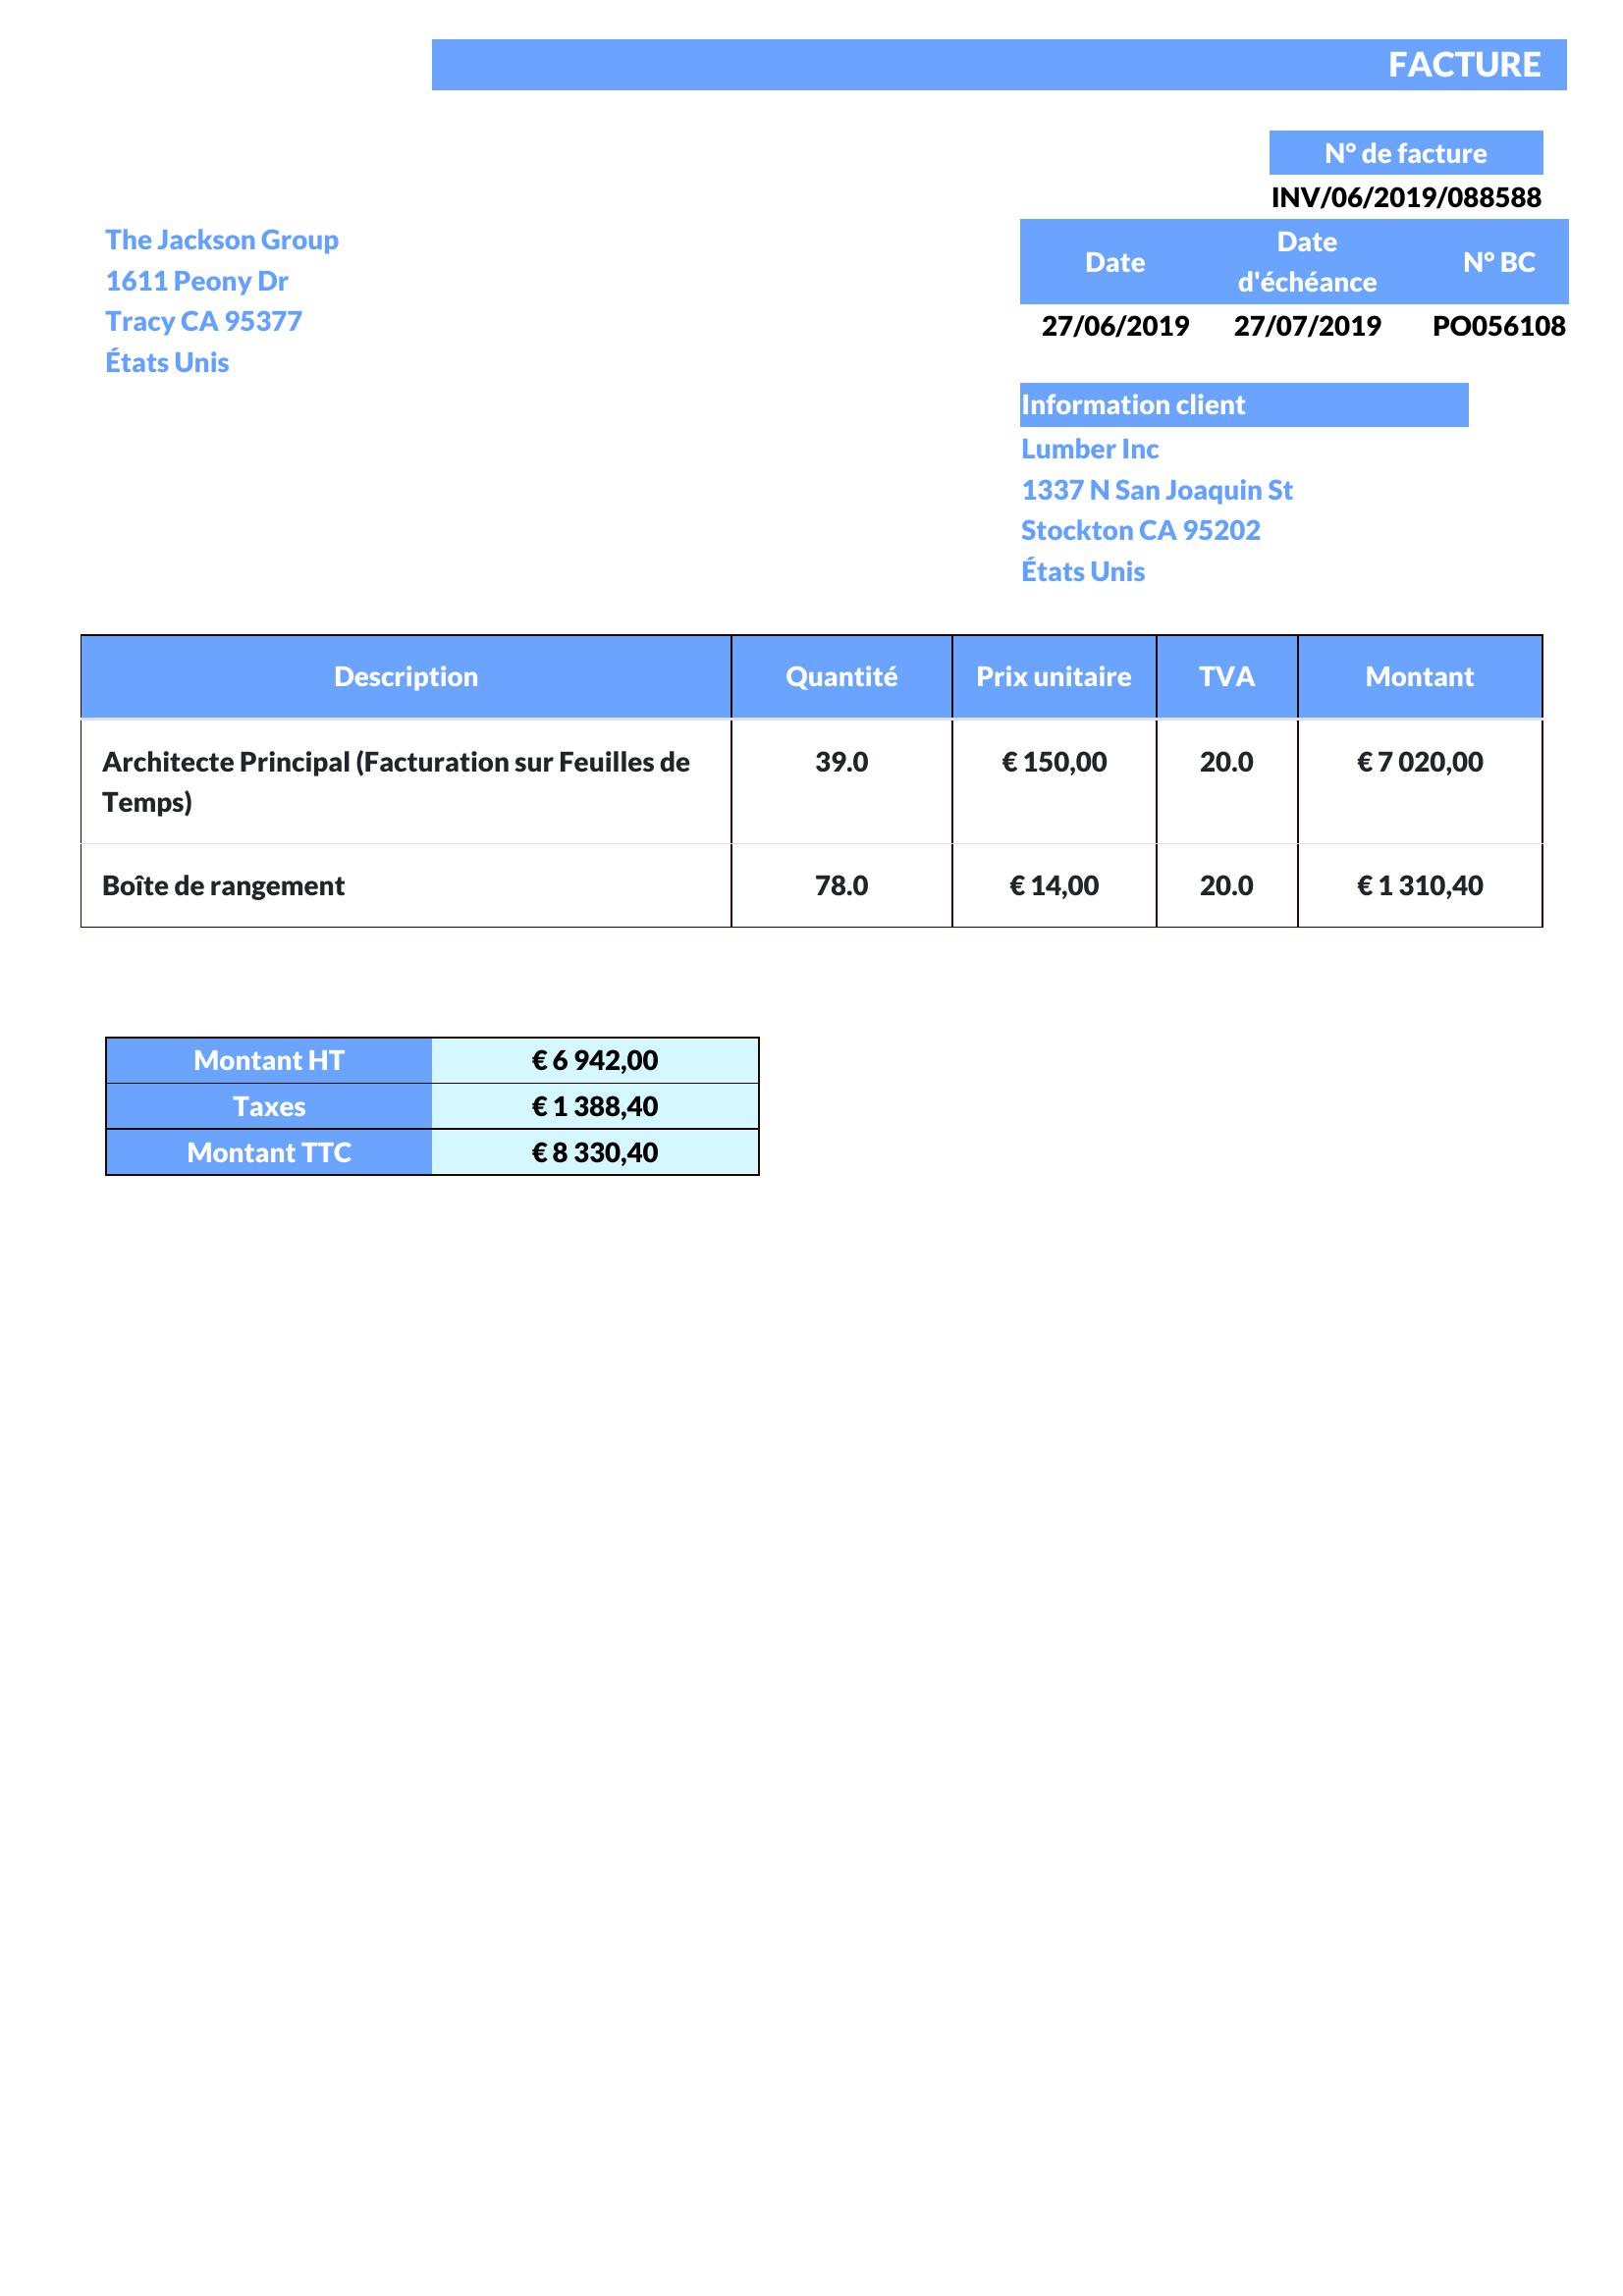 FACTURE
N° de facture
INV/06/2019/088588
The Jackson Group
1611 Peony Dr
Tracy CA 95377
États Unis
Date
Date
d'échéance
N° BC
27/06/2019 27/07/2019 PO056108
Information client
Lumber Inc
1337 N San Joaquin St
Stockton CA 95202
États Unis
Description Quantité Prix unitaire TVA Montant
Architecte Principal (Facturation sur Feuilles de 39.0 € 150,00 20.0 € 7 020,00
Temps)
Boîte de rangement 78.0 € 14,00 20.0 € 1 310,40
Montant HT € 6 942,00
Taxes € 1 388,40
Montant TTC € 8 330,40